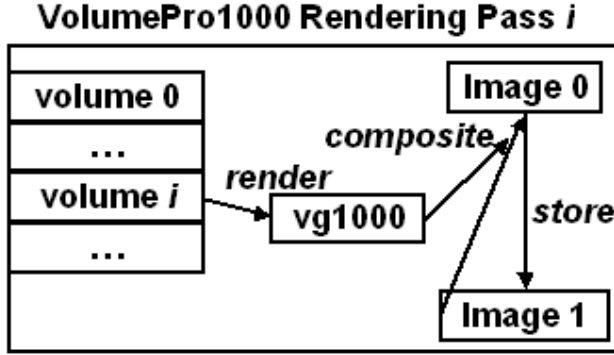 VolumePro1000 Rendering Pass i
volume 0
...
volume i
...
render
vg1000
composite
Image 0
store
Image 1